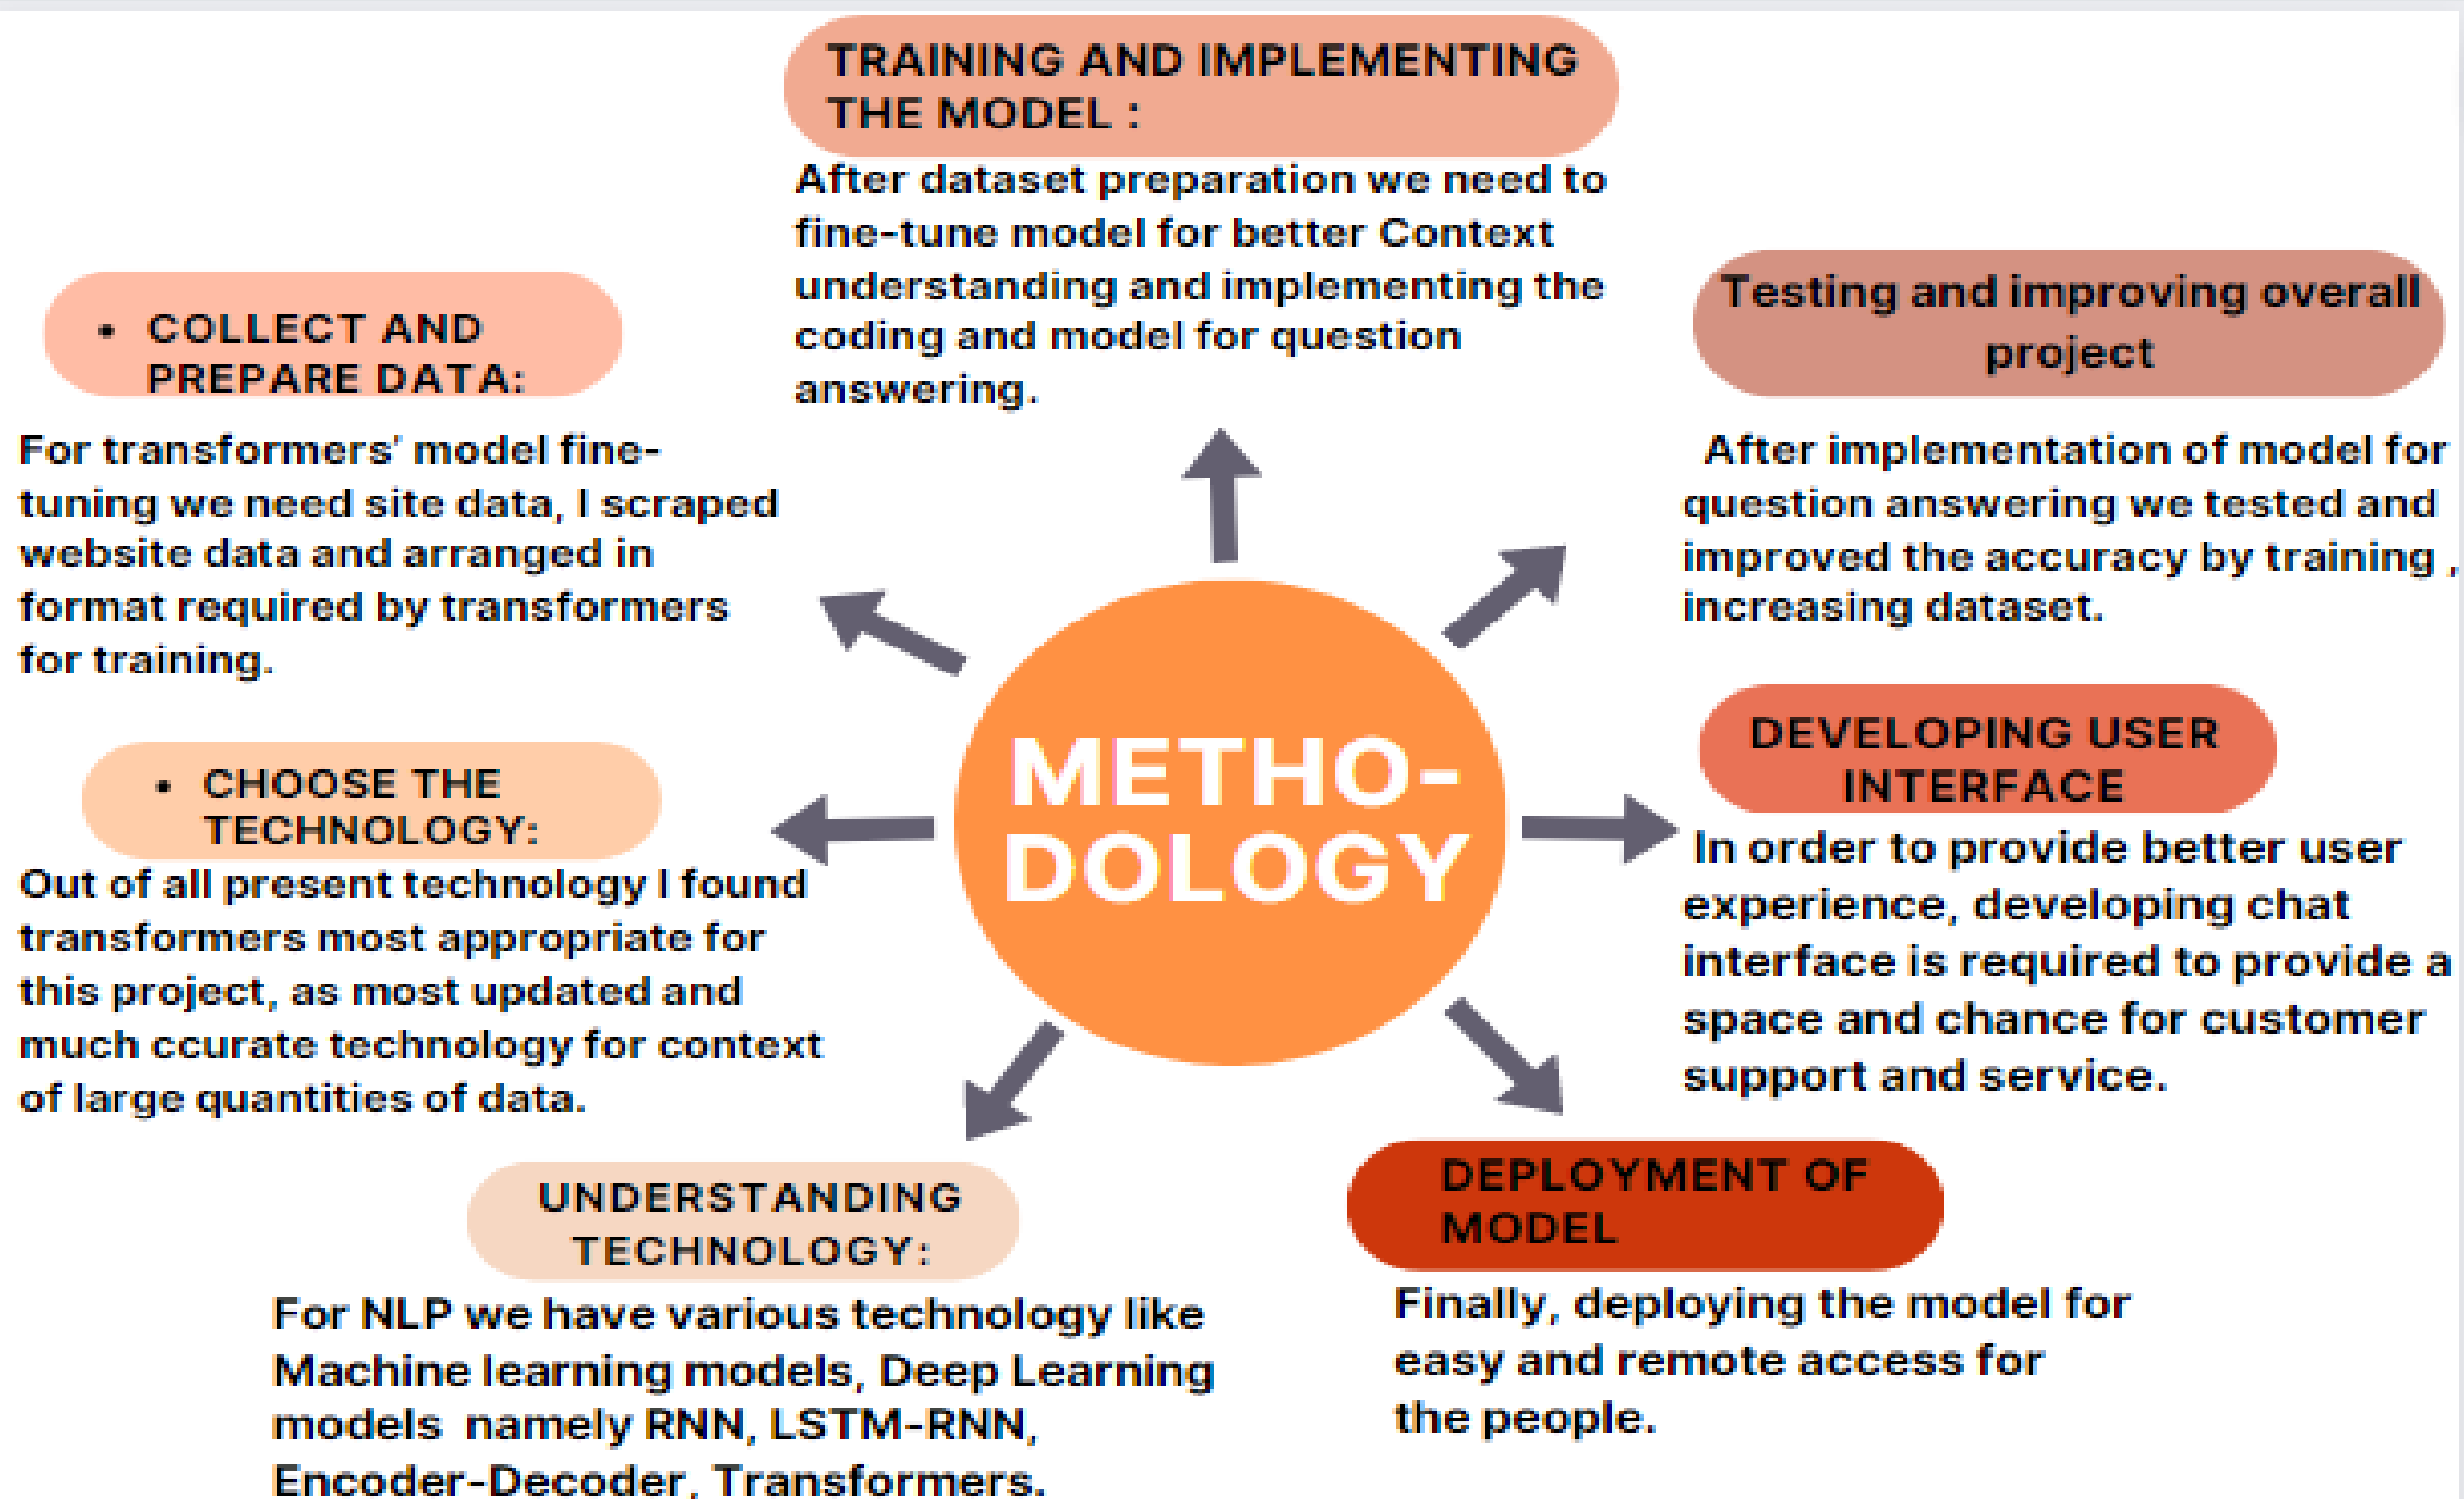 TRAINING AND IMPLEMENTING
THE MODEL :
After dataset preparation we need to
fine-tune model for better Context
understanding and implementing the
coding and model for question
answering.
• COLLECT AND
PREPARE DATA:
For transformers' model fine-
tuning we need site data, I scraped
website data and arranged in
format required by transformers
for training.
Testing and improving overall
project
After implementation of model for
question answering we tested and
improved the accuracy by training ,
increasing dataset.
METHO-
DOLOGY
• CHOOSE THE
TECHNOLOGY:
Out of all present technology I found
transformers most appropriate for
this project, as most updated and
much ccurate technology for context
of large quantities of data.
DEVELOPING USER
INTERFACE
In order to provide better user
experience, developing chat
interface is required to provide a
space and chance for customer
support and service.
UNDERSTANDING
TECHNOLOGY:
For NLP we have various technology like
Machine learning models, Deep Learning
models namely RNN, LSTM-RNN,
Encoder-Decoder, Transformers.
DEPLOYMENT OF
MODEL
Finally, deploying the model for
easy and remote access for
the people.